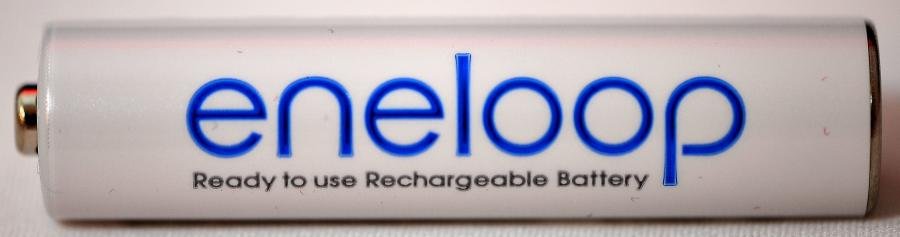 eneloop
Ready to use Rechargeable Battery